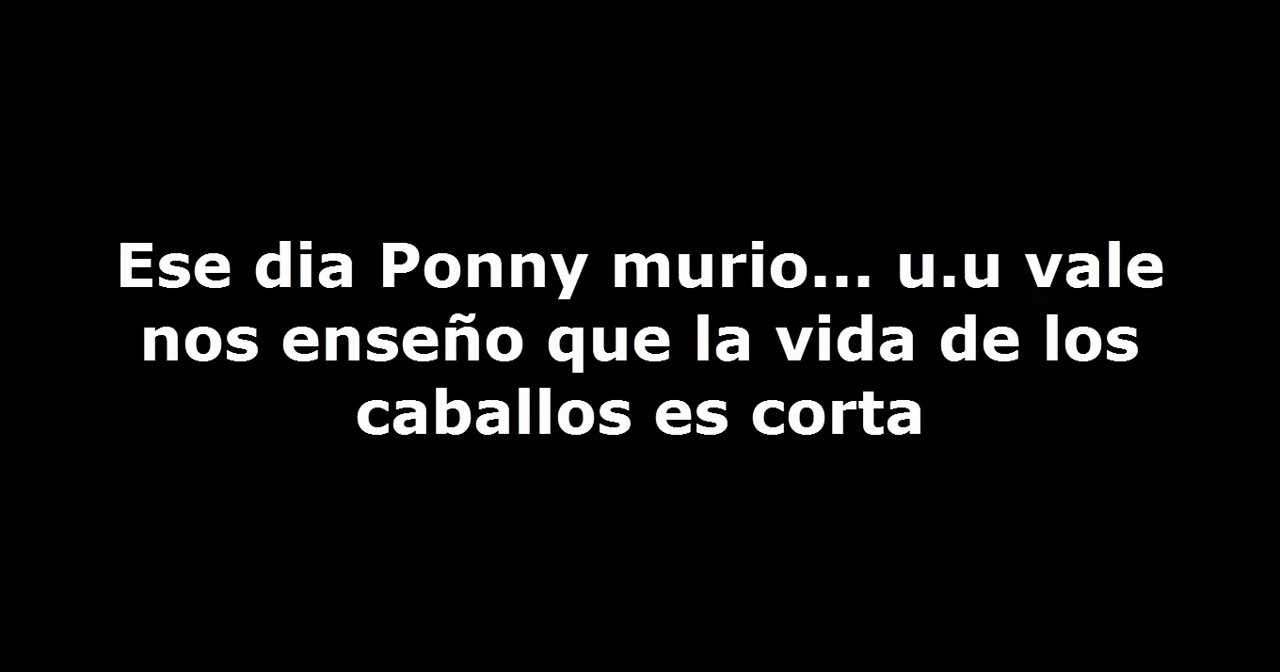 Ese dia Ponny murio... u.u vale
nos enseño que la vida de los
caballos es corta